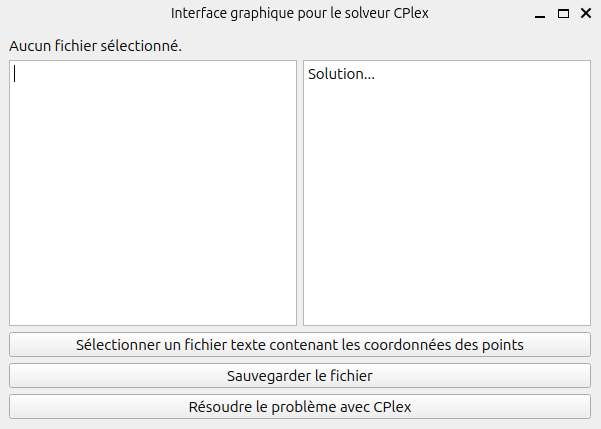 Interface graphique pour le solveur CPlex
Aucun fichier sélectionné.
Solution...
Sélectionner un fichier texte contenant les coordonnées des points
Sauvegarder le fichier
Résoudre le problème avec CPlex